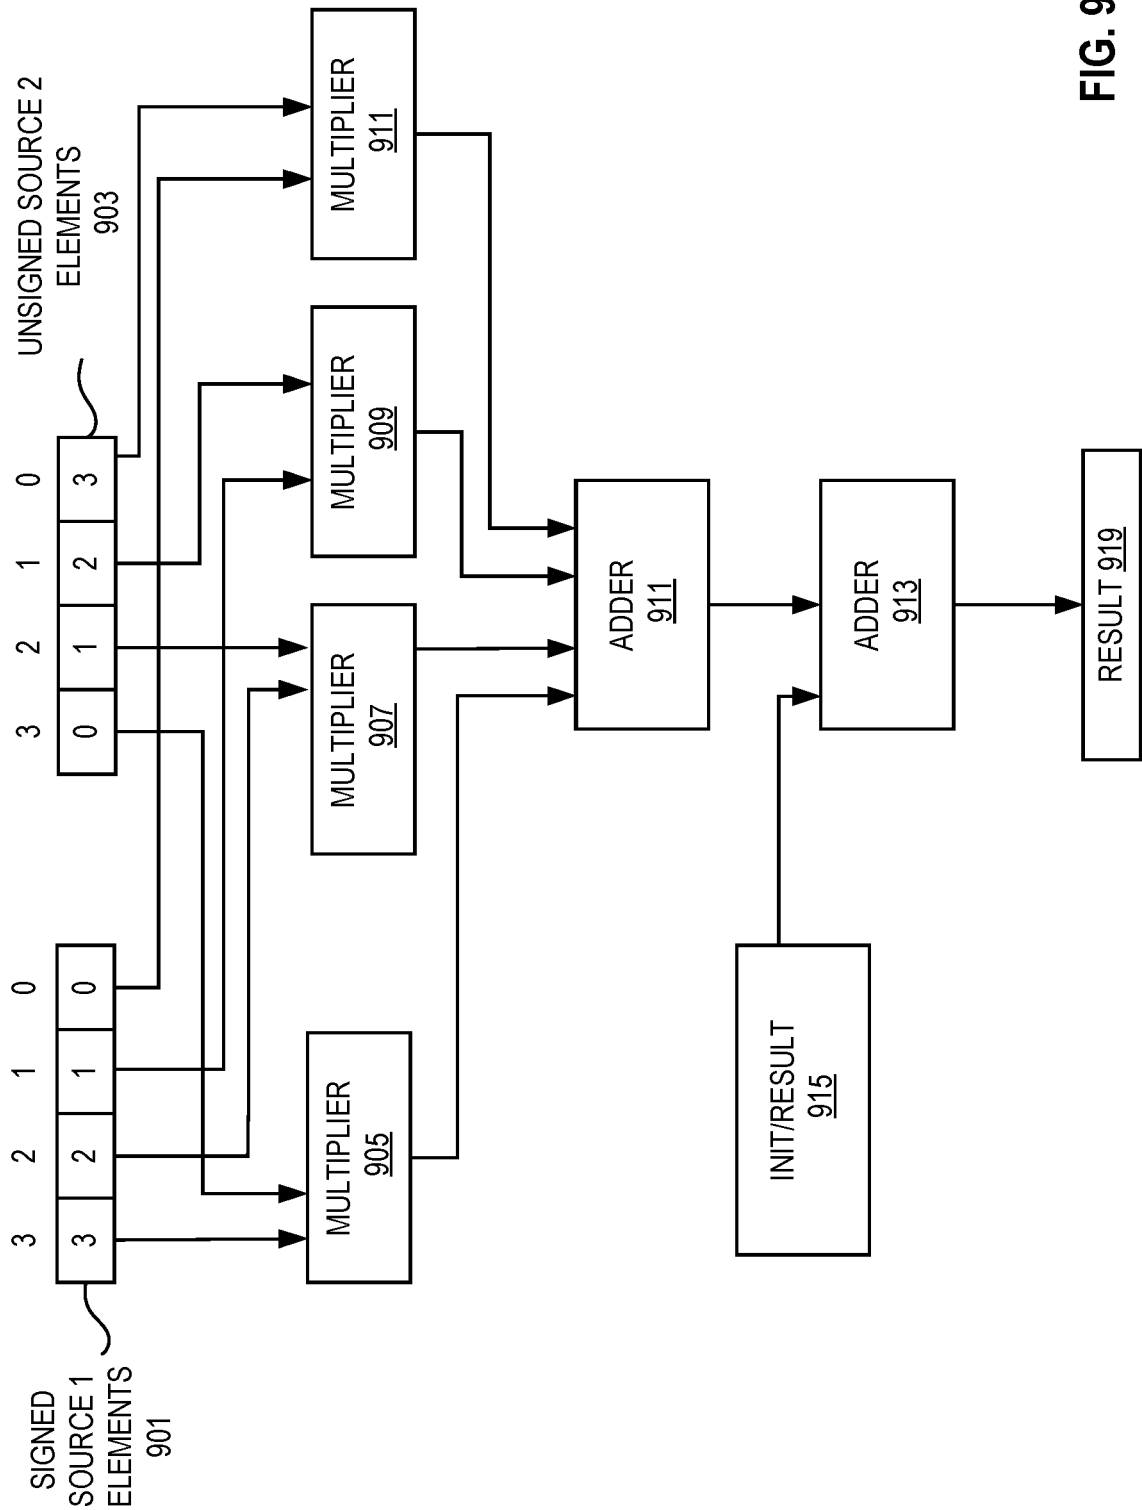 SIGNED
SOURCE 1
ELEMENTS
901
3 2 1 0
3 2 1 0
UNSIGNED SOURCE 2
ELEMENTS
903
3 2 1 0
0 1 2 3
MULTIPLIER
905
MULTIPLIER
907
MULTIPLIER
909
MULTIPLIER
911
ADDER
911
INIT/RESULT
915
ADDER
913
RESULT 919
FIG. 9